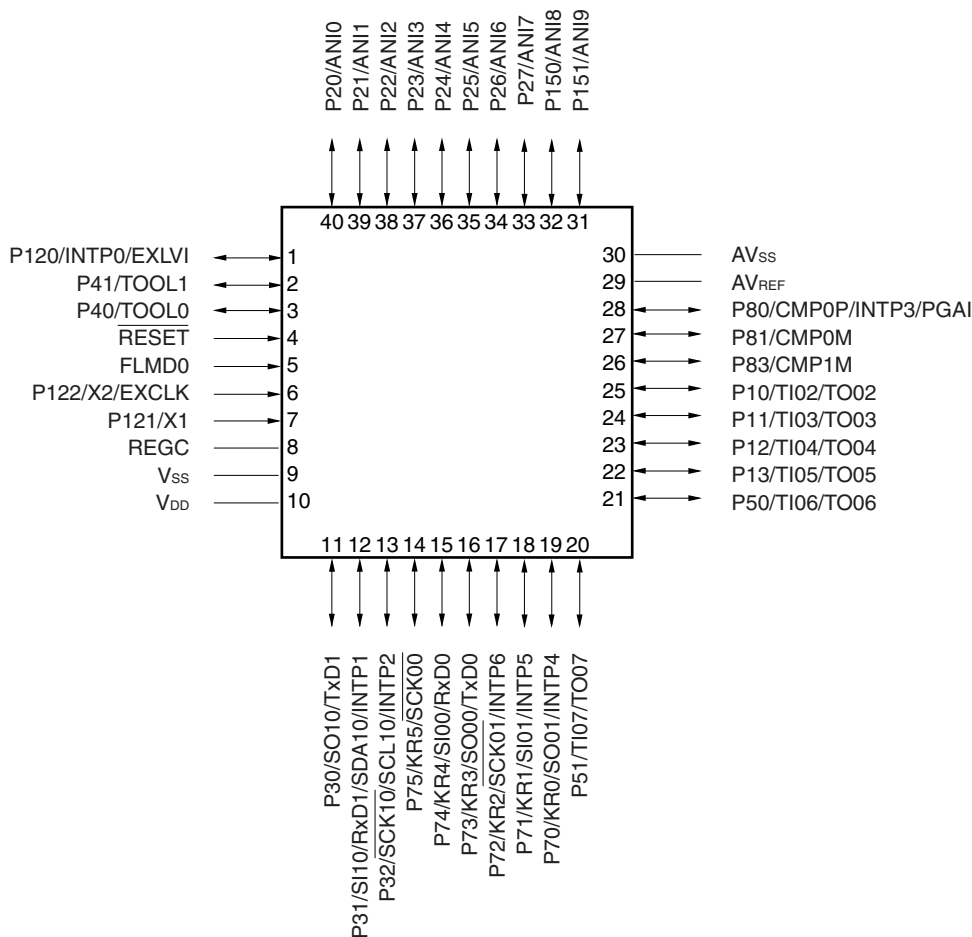 P20/ANI0
P21/ANI1
P22/ANI2
P23/ANI3
P24/ANI4
P25/ANI5
P26/ANI6
P27/ANI7
P150/ANI8
P151/ANI9
40 39 38 37 36 35 34 33 32 31
P120/INTP0/EXLVI 1
P41/TOOL1 2
P40/TOOL0 3
RESET 4
FLMD0 5
P122/X2/EXCLK 6
P121/X1 7
REGC 8
VSS 9
VDD 10
30 AVSS
29 AVREF
28 P80/CMP0P/INTP3/PGAI
27 P81/CMP0M
26 P83/CMP1M
25 P10/TI02/TO02
24 P11/TI03/TO03
23 P12/TI04/TO04
22 P13/TI05/TO05
21 P50/TI06/TO06
11 12 13 14 15 16 17 18 19 20
P30/SO10/TxD1
P31/SI10/RxD1/SDA10/INTP1
P32/SCK10/SCL10/INTP2
P75/KR5/SCK00
P74/KR4/SI00/RxD0
P73/KR3/SO00/TxD0
P72/KR2/SCK01/INTP6
P71/KR1/SI01/INTP5
P70/KR0/SO01/INTP4
P51/TI07/TO07